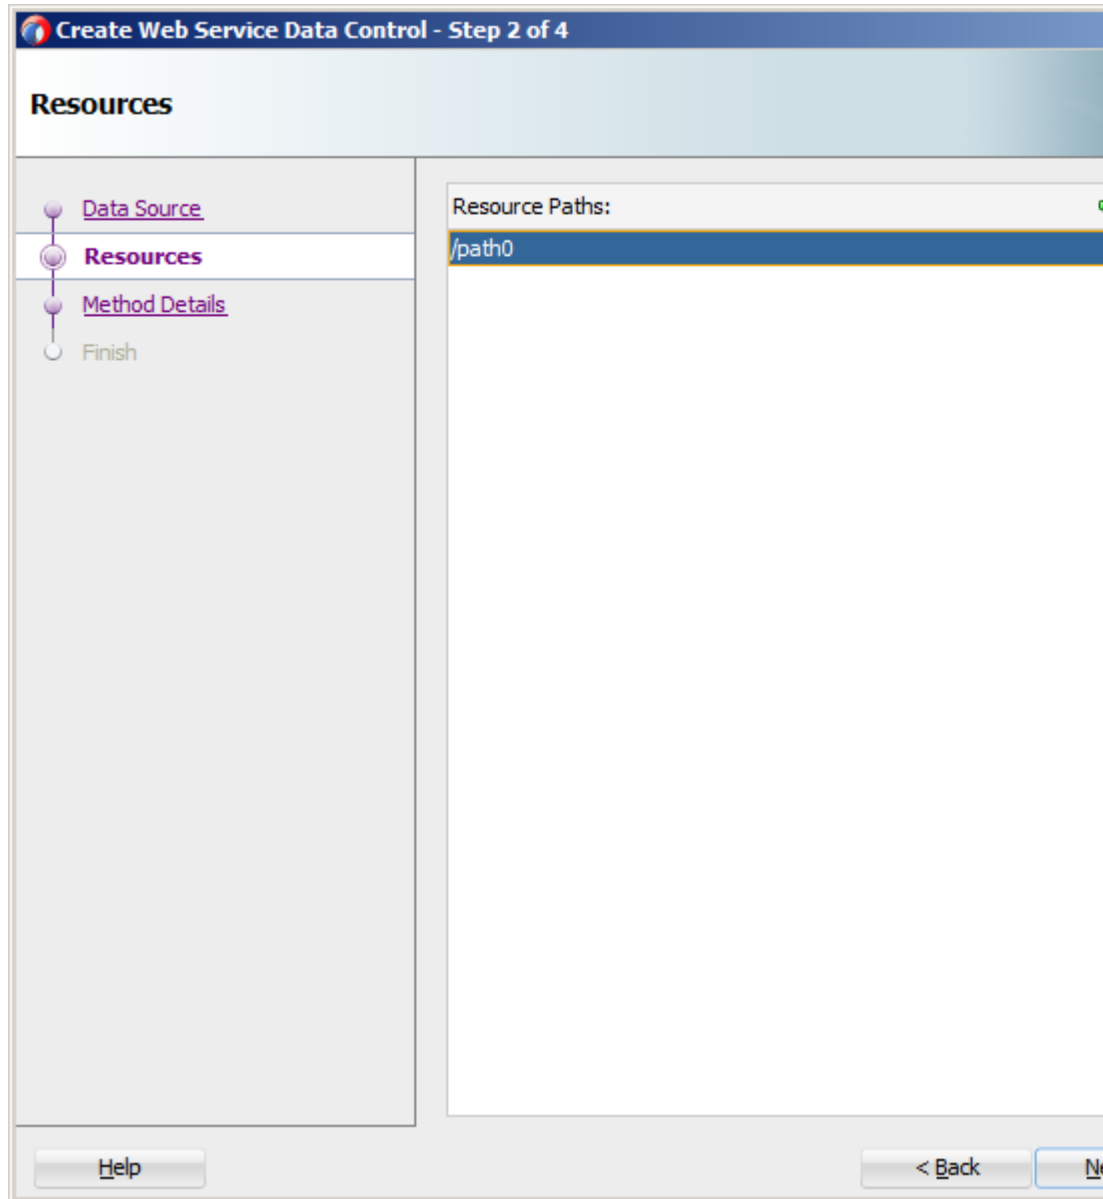 Create Web Service Data Control - Step 2 of 4
Resources
Data Source
Resources
Method Details
Finish
Resource Paths:
/path0
Help
< Back